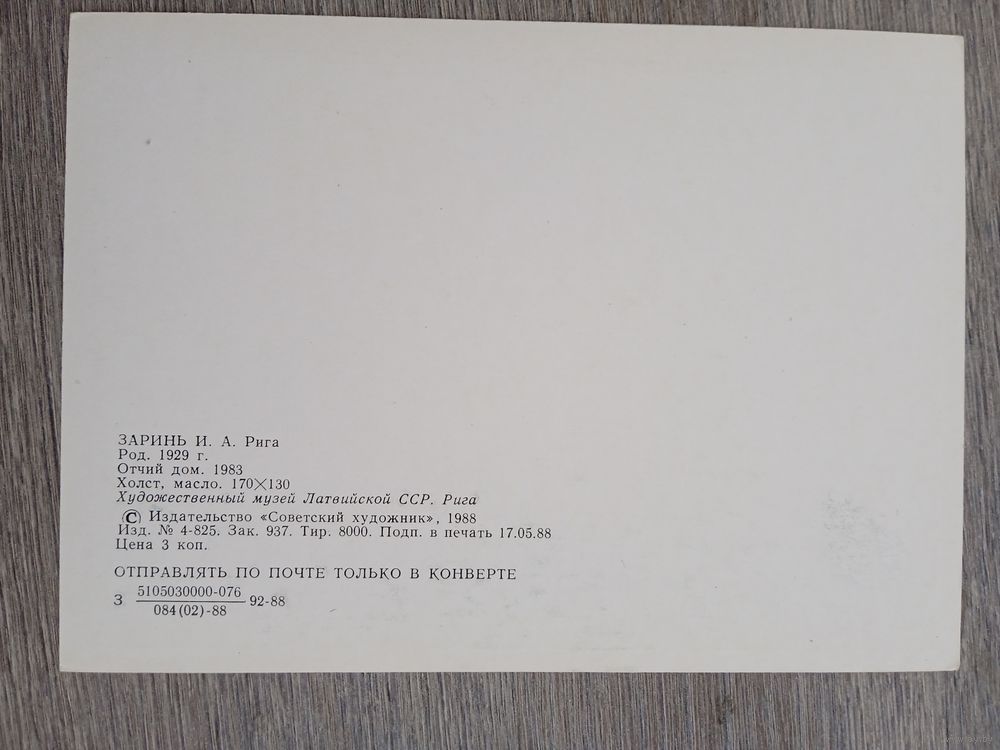 ЗАРИНЬ И. А. Рига
Род. 1929 г.
Отчий дом. 1983
Холст, масло. 170×130
Художественный музей Латвийской ССР. Рига
© Издательство «Советский художник», 1988
Изд. № 4-825. Зак. 937. Тир. 8000. Подп. в печать 17.05.88
Цена 3 коп.
ОТПРАВЛЯТЬ ПО ПОЧТЕ ТОЛЬКО В КОНВЕРТЕ
З 5105030000-076 92-88
084(02)-88